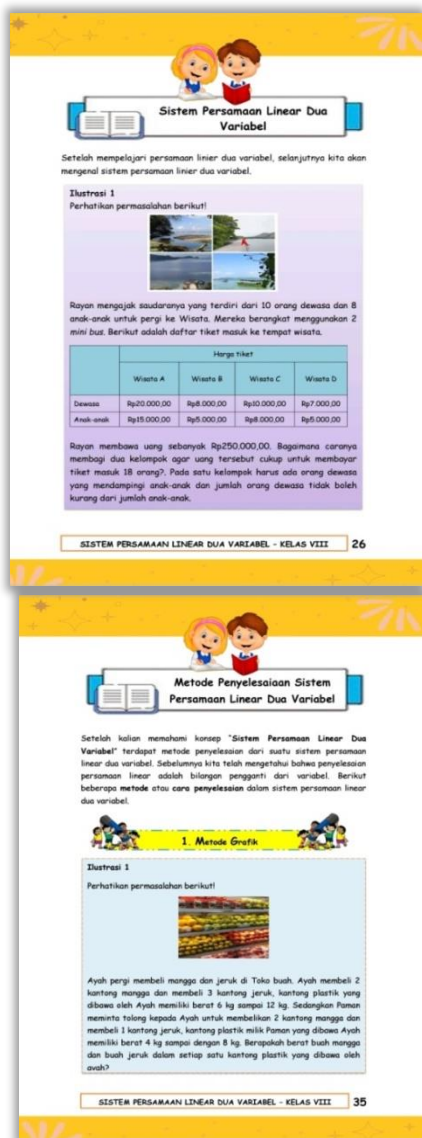 Sistem Persamaan Linear Dua
Variabel
Setelah mempelajari persamaan linier dua variabel, selanjutnya kita akan
mengenal sistem persamaan linier dua variabel.
Ilustrasi 1
Perhatikan permasalahan berikut!
Rayan mengajak saudaranya yang terdiri dari 10 orang dewasa dan 8
anak-anak untuk pergi ke Wisata. Mereka berangkat menggunakan 2
mini bus. Berikut adalah daftar tiket masuk ke tempat wisata.
Harga tiket
Wisata A Wisata B Wisata C Wisata D
Dewasa Rp20.000,00 Rp8.000,00 Rp10.000,00 Rp7.000,00
Anak-anak Rp15.000,00 Rp5.000,00 Rp8.000,00 Rp5.000,00
Rayan membawa uang sebanyak Rp250.000,00. Bagaimana caranya
membagi dua kelompok agar uang tersebut cukup untuk membayar
tiket masuk 18 orang?. Pada satu kelompok harus ada orang dewasa
yang mendampingi anak-anak dan jumlah orang dewasa tidak boleh
kurang dari jumlah anak-anak.
SISTEM PERSAMAAN LINEAR DUA VARIABEL - KELAS VIII 26
Metode Penyelesaiaan Sistem
Persamaan Linear Dua Variabel
Setelah kalian memahami konsep "Sistem Persamaan Linear Dua
Variabel" terdapat metode penyelesaian dari suatu sistem persamaan
linear dua variabel. Sebelumnya kita telah mengetahui bahwa penyelesaian
persamaan linear adalah bilangan pengganti dari variabel. Berikut
beberapa metode atau cara penyelesaian dalam sistem persamaan linear
dua variabel.
1. Metode Grafik
Ilustrasi 1
Perhatikan permasalahan berikut!
Ayah pergi membeli mangga dan jeruk di Toko buah. Ayah membeli 2
kantong mangga dan membeli 3 kantong jeruk, kantong plastik yang
dibawa oleh Ayah memiliki berat 6 kg sampai 12 kg. Sedangkan Paman
meminta tolong kepada Ayah untuk membelikan 2 kantong mangga dan
membeli 1 kantong jeruk, kantong plastik milik Paman yang dibawa Ayah
memiliki berat 4 kg sampai dengan 8 kg. Berapakah berat buah mangga
dan buah jeruk dalam setiap satu kantong plastik yang dibawa oleh
ayah?
SISTEM PERSAMAAN LINEAR DUA VARIABEL - KELAS VIII 35